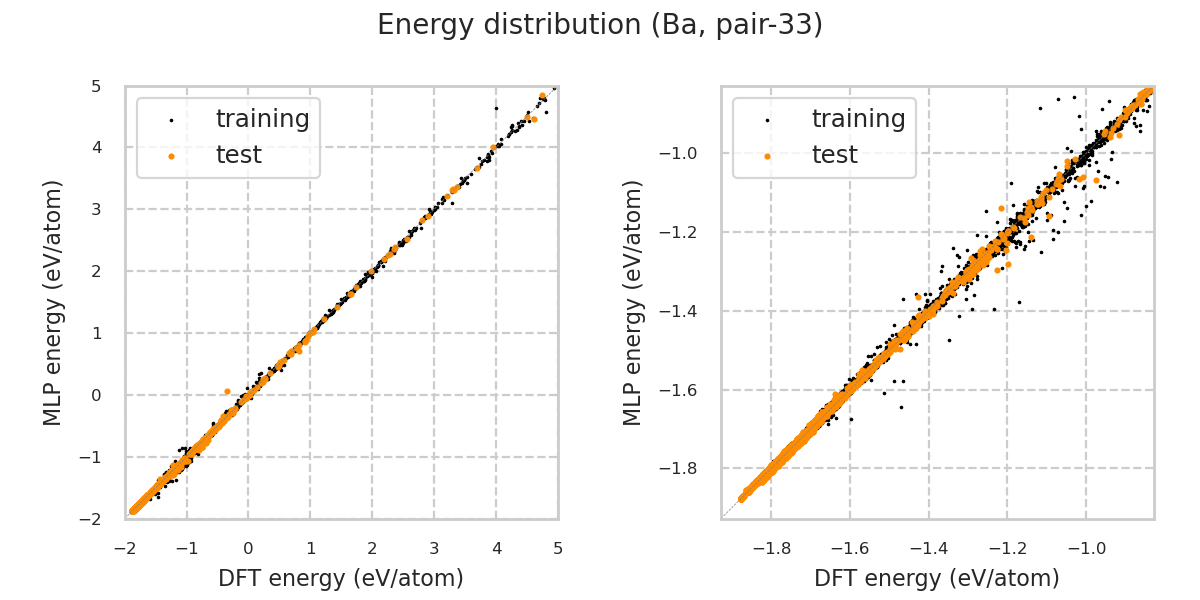 Energy distribution (Ba, pair-33)
training
test
5
4
3
2
1
0
−1
−2
−2
−1
0
1
2
3
4
5
DFT energy (eV/atom)
MLP energy (eV/atom)
training
test
−1.0
−1.2
−1.4
−1.6
−1.8
−1.8
−1.6
−1.4
−1.2
−1.0
DFT energy (eV/atom)
MLP energy (eV/atom)